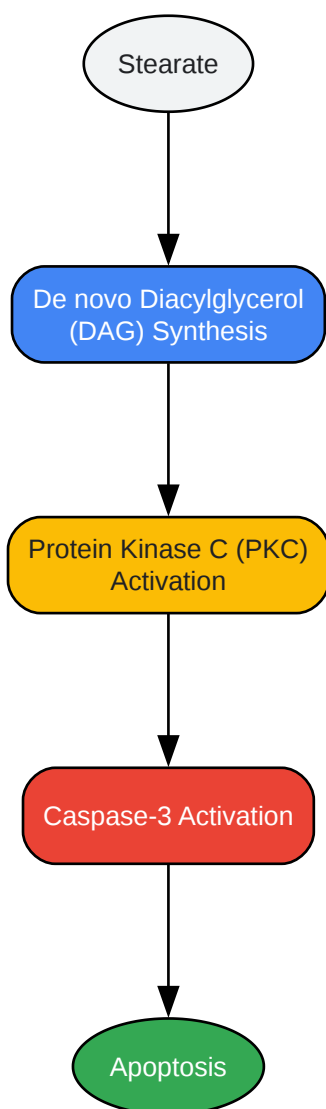 Stearate
De novo Diacylglycerol
(DAG) Synthesis
Protein Kinase C (PKC)
Activation
Caspase-3 Activation
Apoptosis